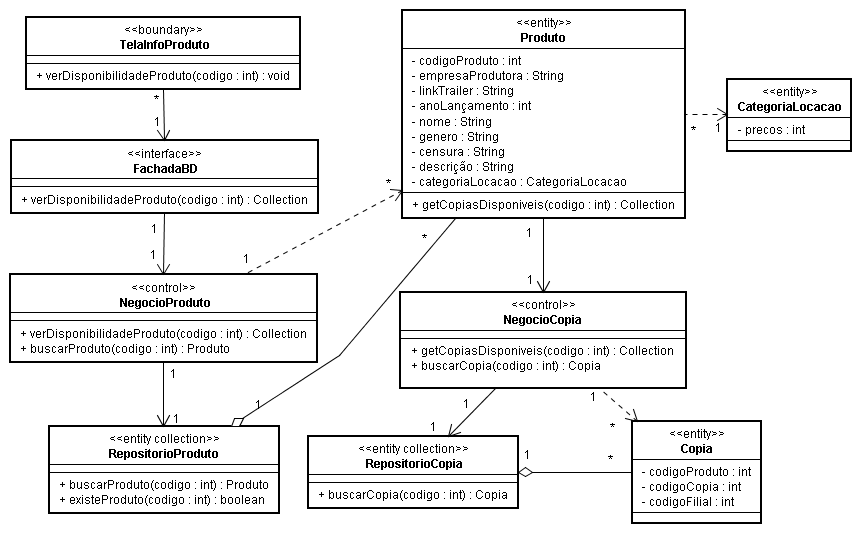 <<boundary>>
TelaInfoProduto
+ verDisponibilidadeProduto(codigo : int) : void
*
1
<<interface>>
FachadaBD
+ verDisponibilidadeProduto(codigo : int) : Collection
1
1
<<control>>
NegocioProduto
+ verDisponibilidadeProduto(codigo : int) : Collection
+ buscarProduto(codigo : int) : Produto
1
*
1
1
<<entity collection>>
RepositorioProduto
+ buscarProduto(codigo : int) : Produto
+ existeProduto(codigo : int) : boolean
1
*
<<entity>>
Produto
- codigoProduto : int
- empresaProdutora : String
- linkTrailer : String
- anoLançamento : int
- nome : String
- genero : String
- censura : String
- descrição : String
- categoriaLocacao : CategoriaLocacao
+ getCopiasDisponiveis(codigo : int) : Collection
*
1
<<entity>>
CategoriaLocacao
- precos : int
1
1
<<control>>
NegocioCopia
+ getCopiasDisponiveis(codigo : int) : Collection
+ buscarCopia(codigo : int) : Copia
1
1
1
*
<<entity collection>>
RepositorioCopia
+ buscarCopia(codigo : int) : Copia
1
*
<<entity>>
Copia
- codigoProduto : int
- codigoCopia : int
- codigoFilial : int